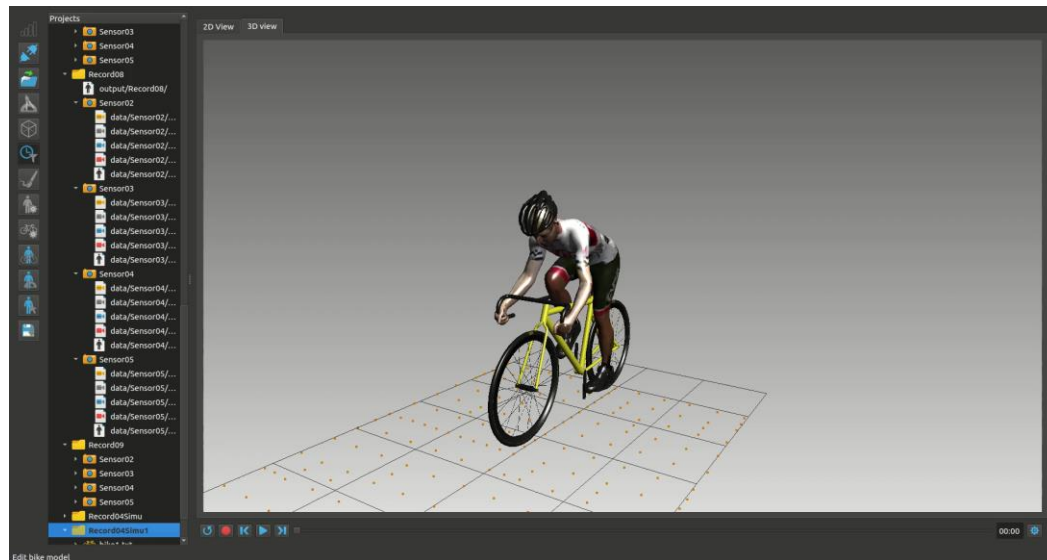 Projects
Sensor03
Sensor04
Sensor05
Record08
output/Record08/
Sensor02
data/Sensor02/...
data/Sensor02/...
data/Sensor02/...
data/Sensor02/...
data/Sensor02/...
Sensor03
data/Sensor03/...
data/Sensor03/...
data/Sensor03/...
data/Sensor03/...
data/Sensor03/...
Sensor04
data/Sensor04/...
data/Sensor04/...
data/Sensor04/...
data/Sensor04/...
data/Sensor04/...
Sensor05
data/Sensor05/...
data/Sensor05/...
data/Sensor05/...
data/Sensor05/...
data/Sensor05/...
Record09
Sensor02
Sensor03
Sensor04
Sensor05
Record04Simu
Record04Simu1
Edit bike model
2D View 3D view
00:00